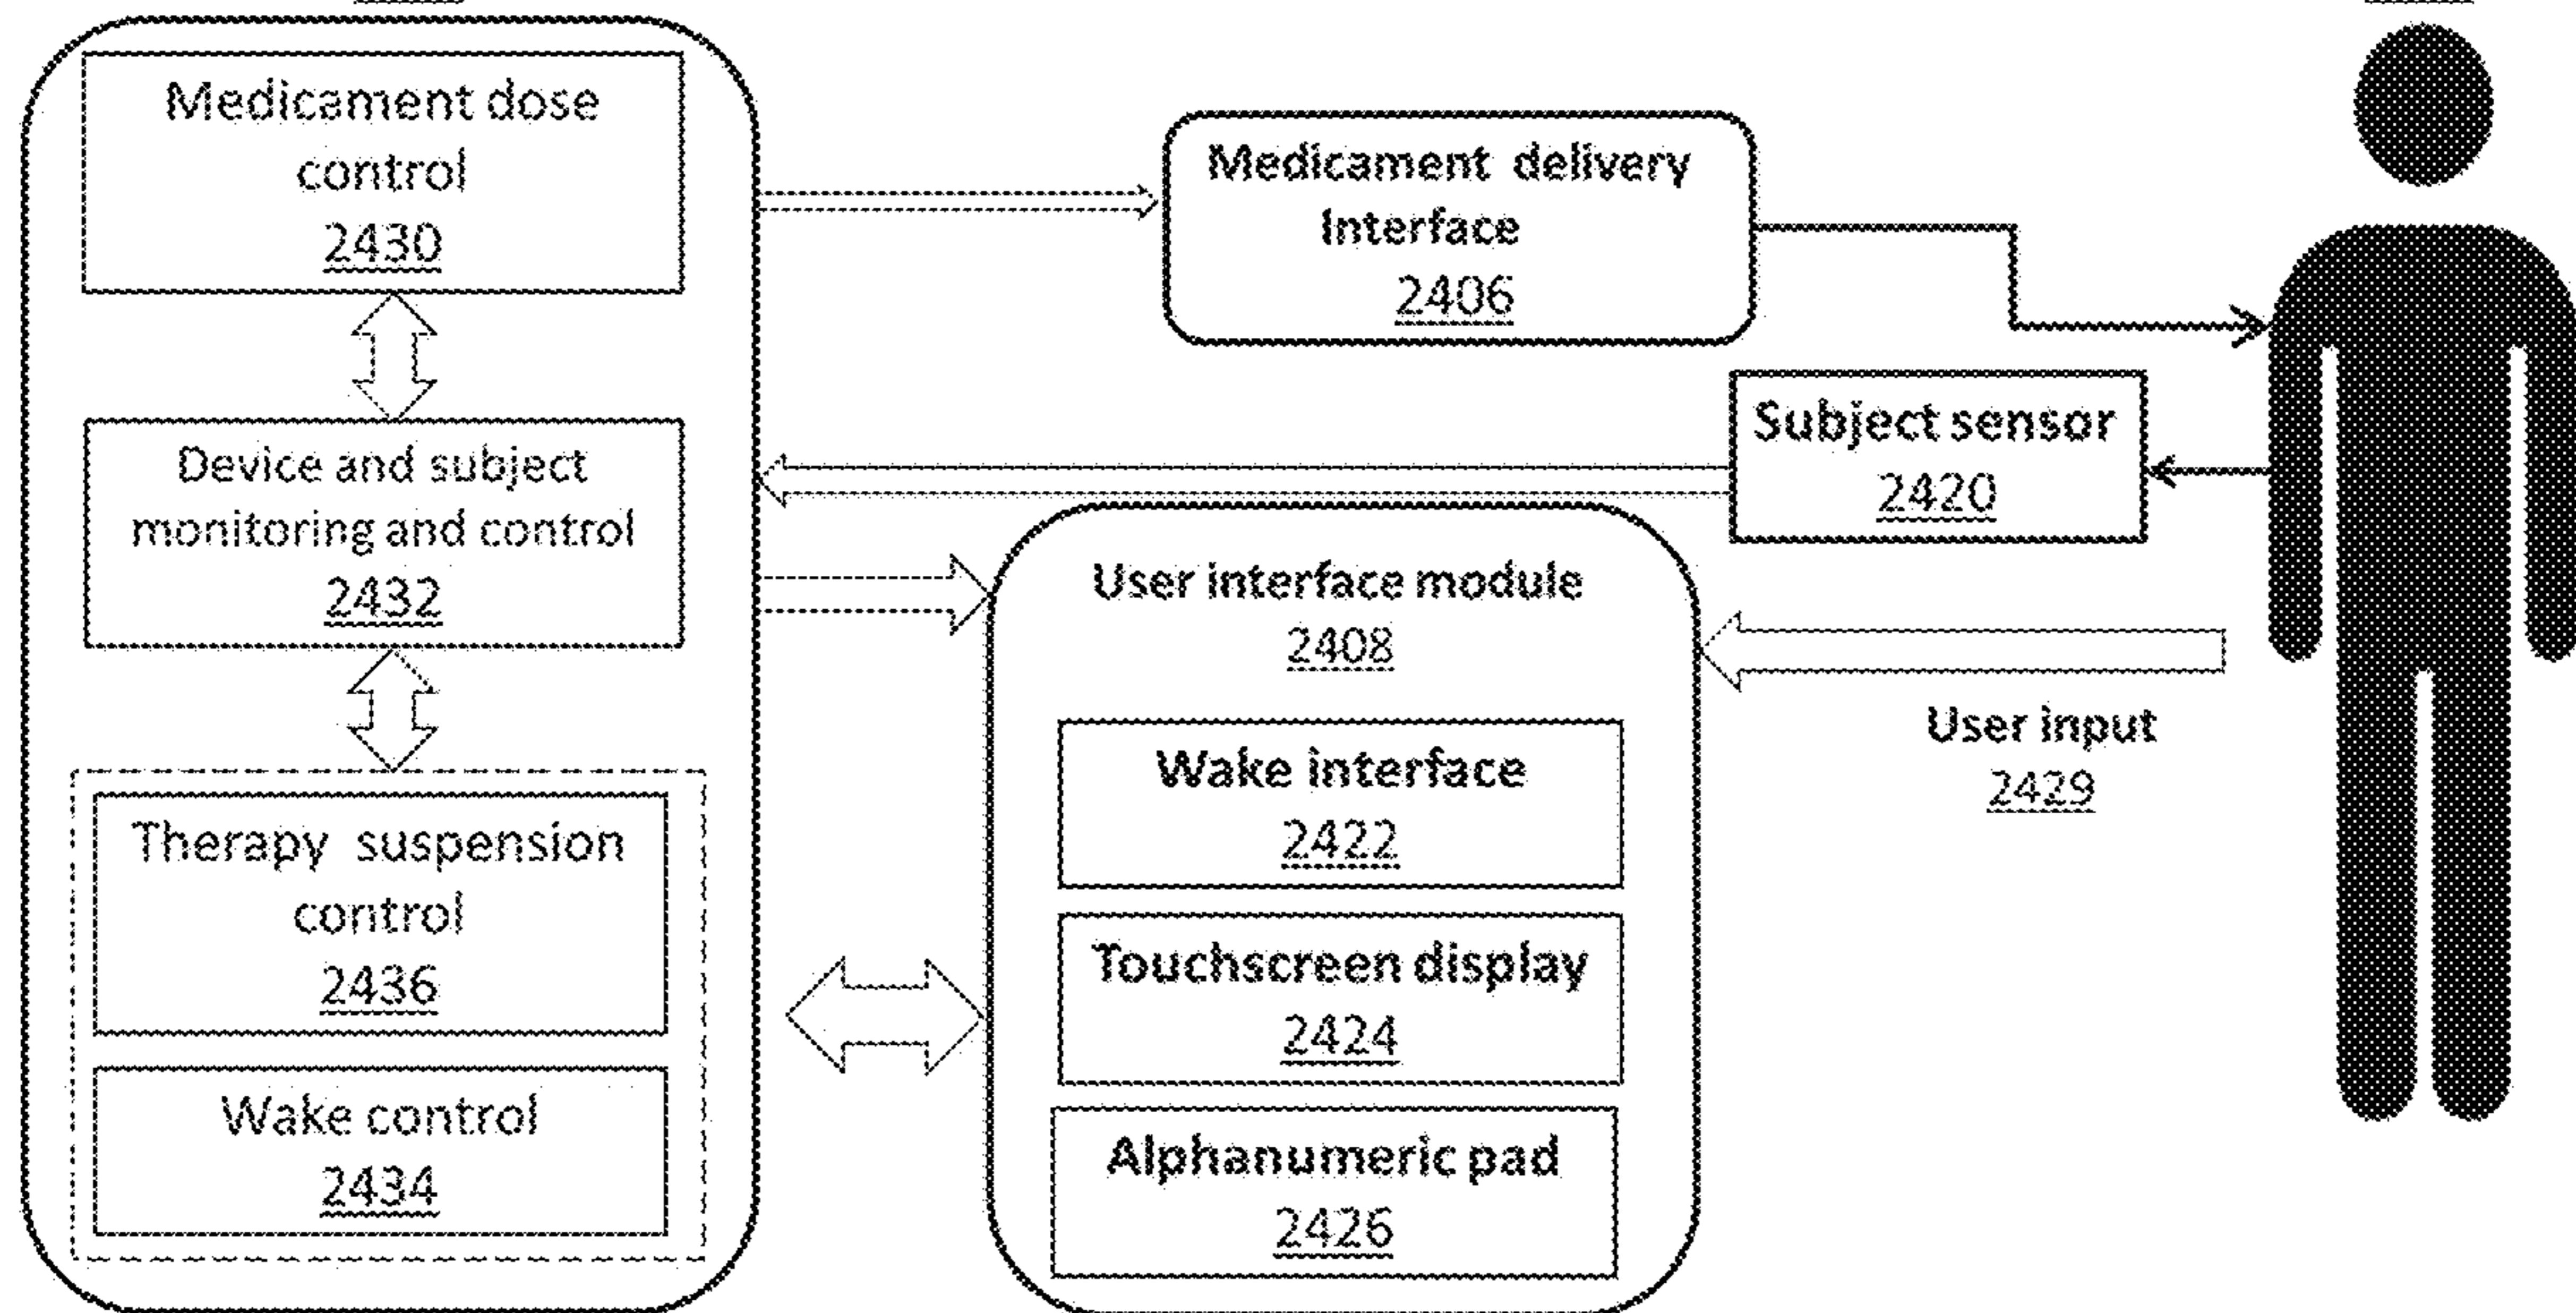 Medicament dose
control
2430
Device and subject
monitoring and control
2432
Therapy suspension
control
2436
Wake control
2434
Medicament delivery
Interface
2406
Subject sensor
2420
User interface module
2408
Wake interface
2422
Touchscreen display
2424
Alphanumeric pad
2426
User input
2429